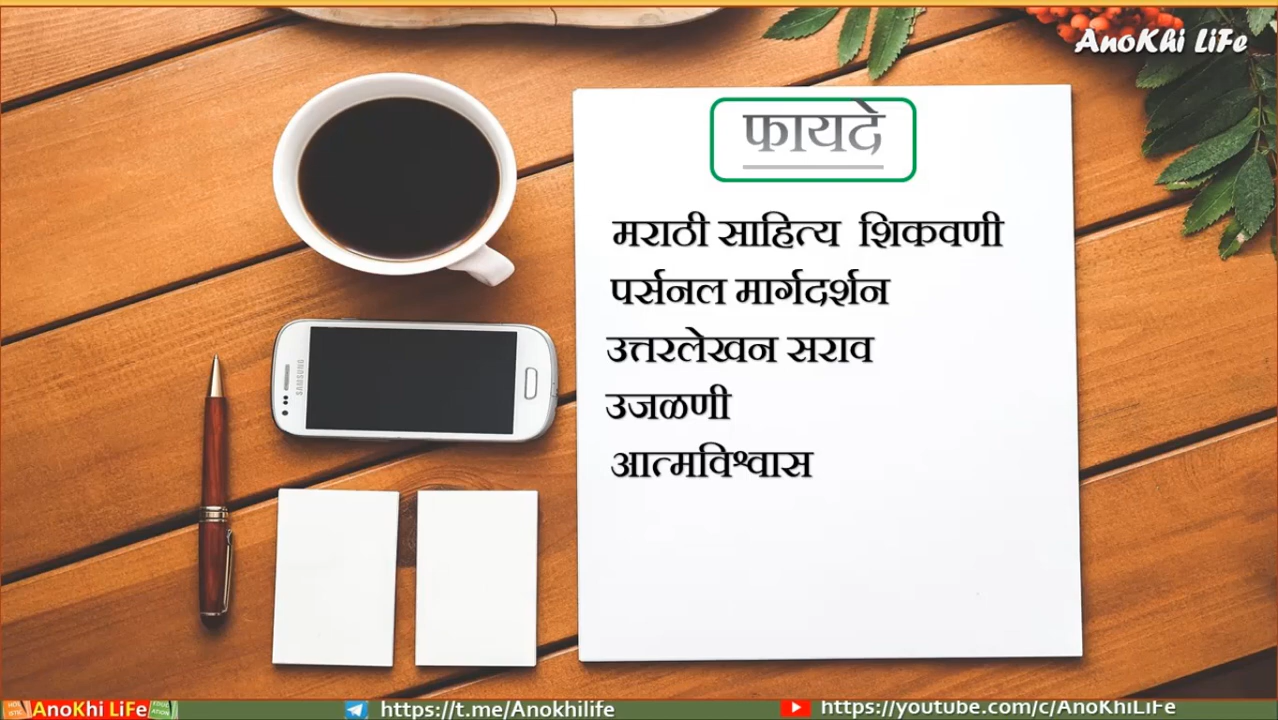 AnoKhi LiFe
फायदे
मराठी साहित्य शिकवणी
पर्सनल मार्गदर्शन
उत्तरलेखन सराव
उजळणी
आत्मविश्वास
SAMSUNG
AnoKhi LiFe
https://t.me/Anokhilife
https://youtube.com/c/AnoKHiLiFe